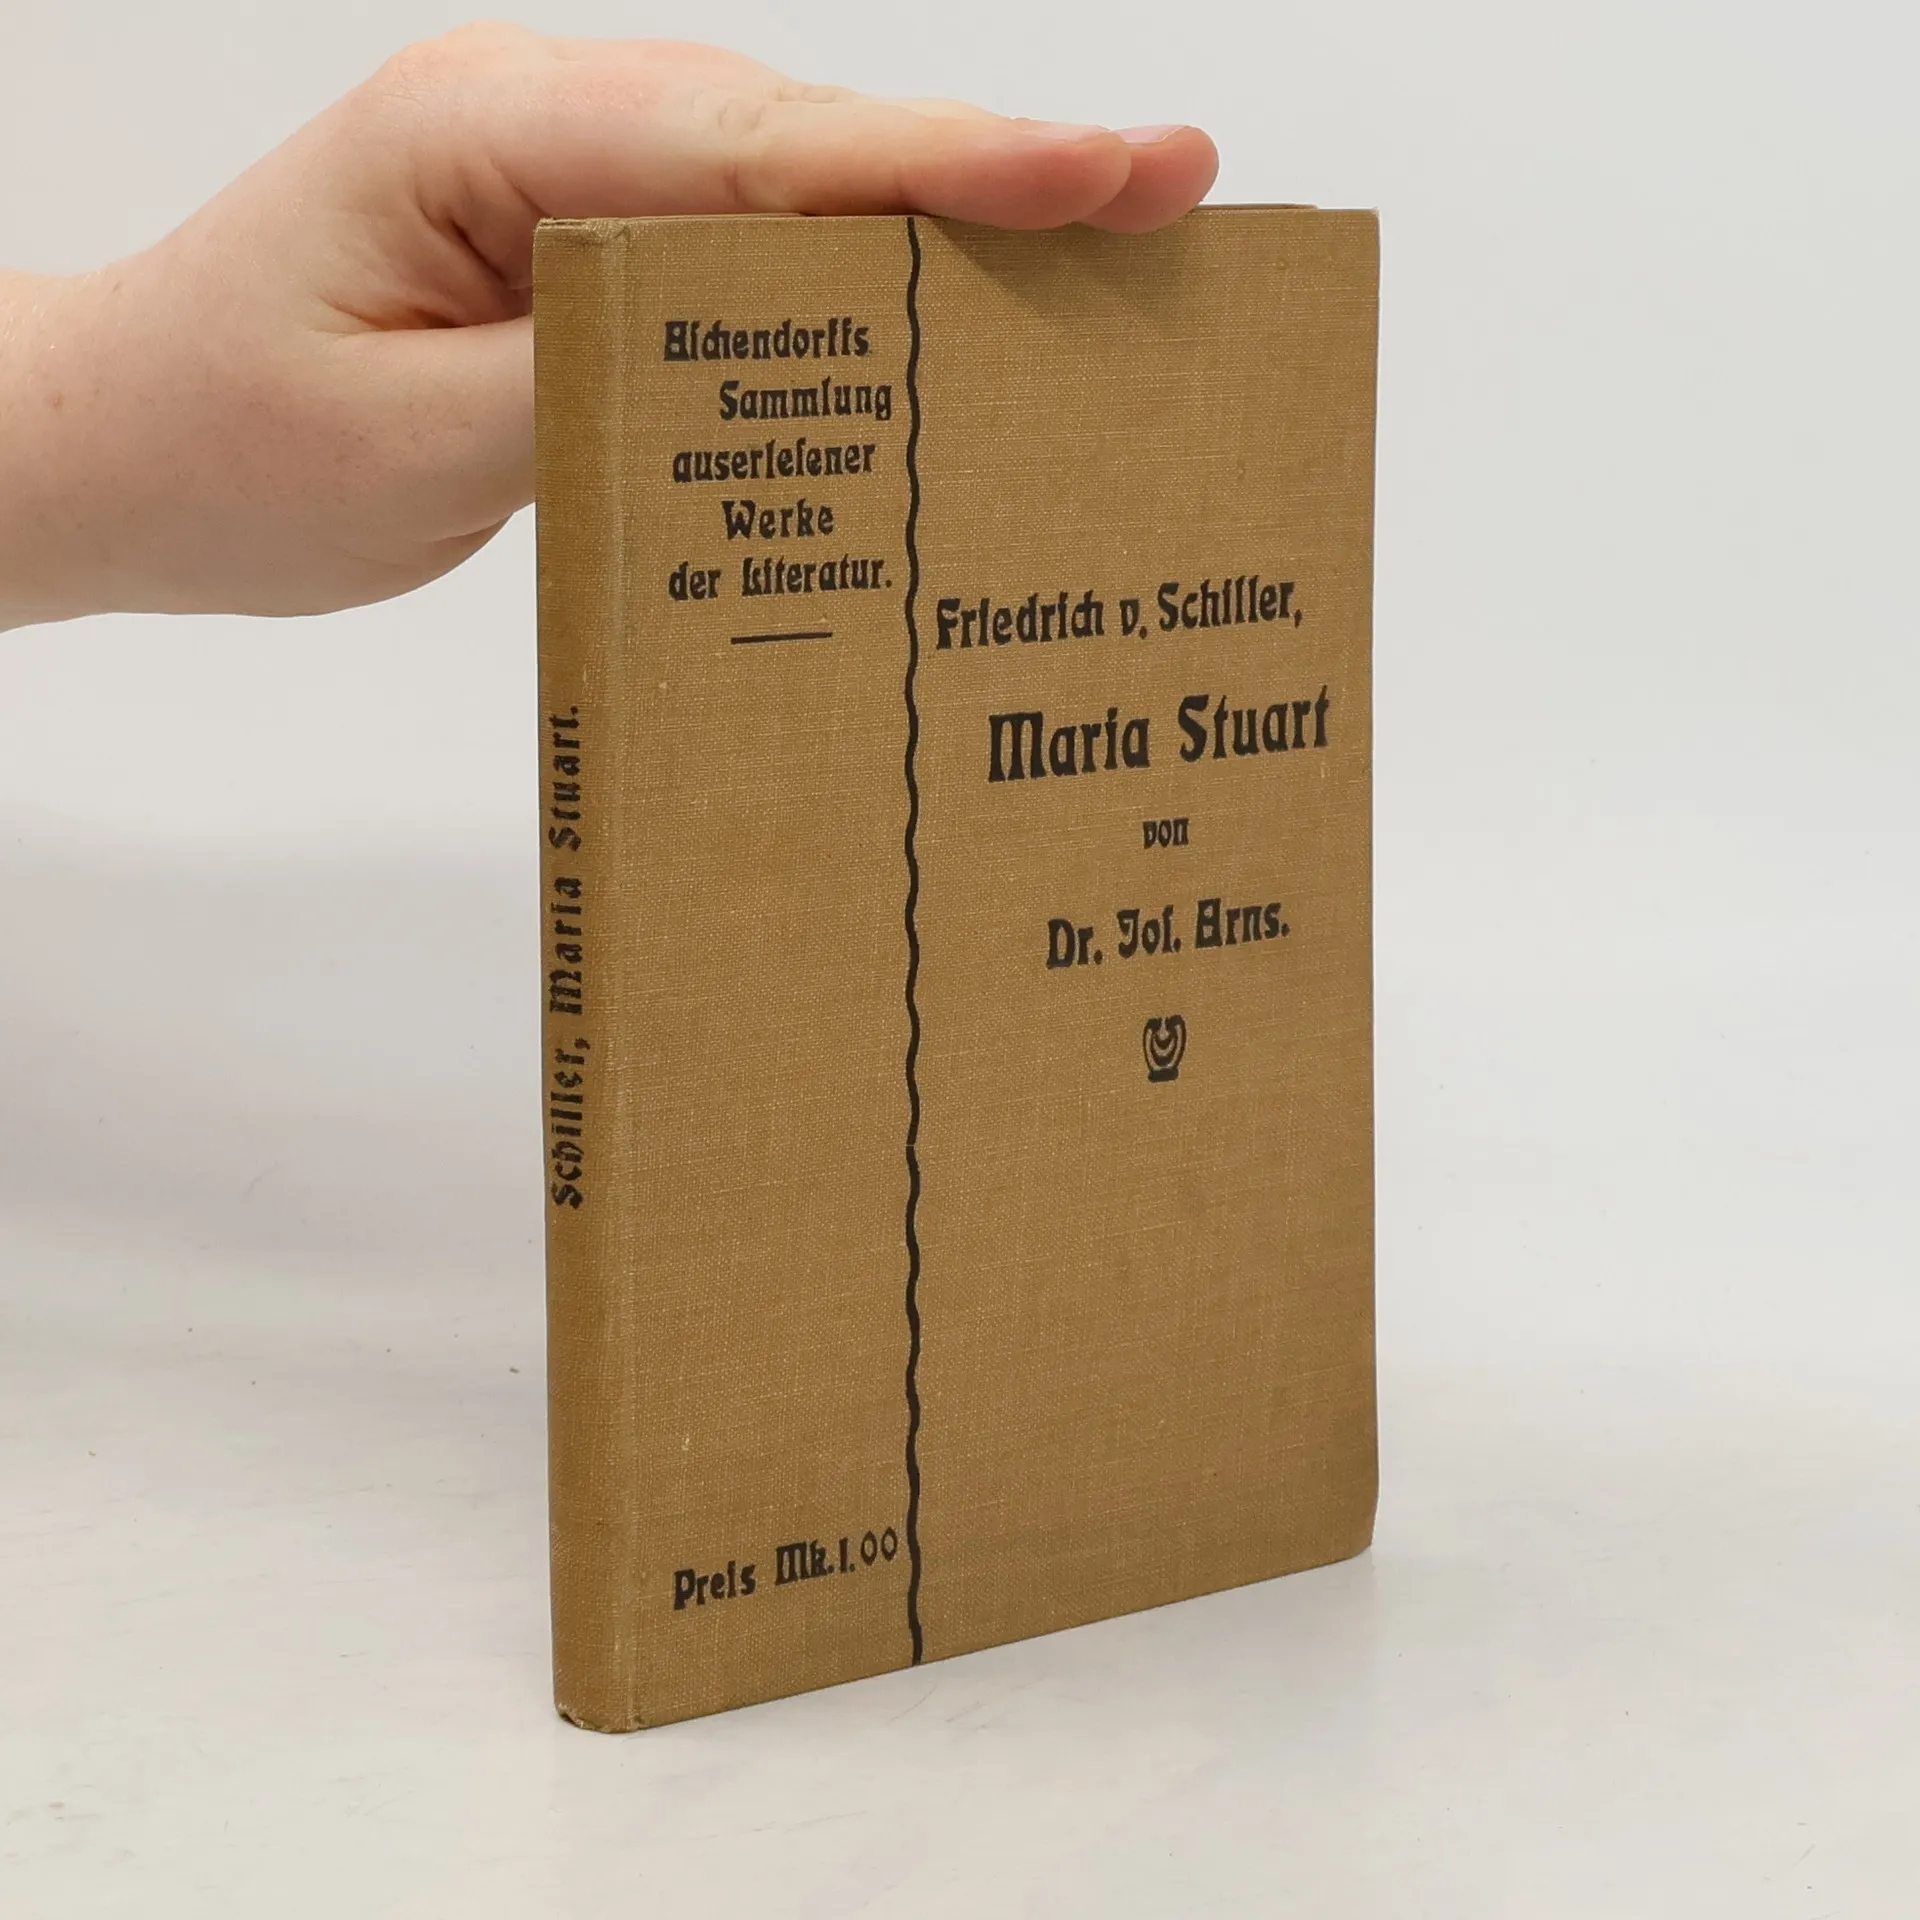 Aſchendorffs
Sammlung
auserleſener
Werke
der Literatur.
Friedrich v. Schiller,
Maria Stuart
von
Dr. Joſ. Arns.
Preis Mk. 1.00
Schiller, Maria Stuart.